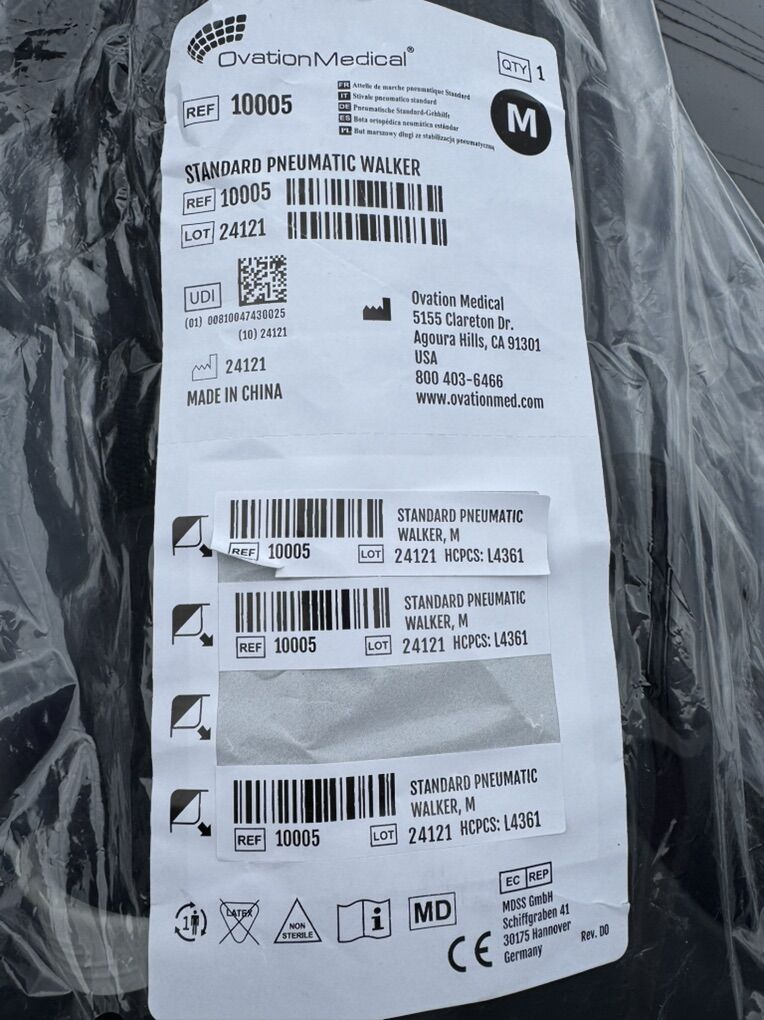 OvationMedical®
QTY 1
REF 10005
FR Attelle de marche pneumatique Standard
IT Stivale pneumatico standard
DE Pneumatische Standard-Gehhilfe
ES Bota ortopédica neumática estándar
PL But marszowy długi ze stabilizacją pneumatyczną
M
STANDARD PNEUMATIC WALKER
REF 10005
LOT 24121
UDI
(01) 00810047430025
(10) 24121
24121
MADE IN CHINA
Ovation Medical
5155 Clareton Dr.
Agoura Hills, CA 91301
USA
800 403-6466
www.ovationmed.com
STANDARD PNEUMATIC
WALKER, M
REF 10005
LOT 24121 HCPCS: L4361
STANDARD PNEUMATIC
WALKER, M
REF 10005
LOT 24121 HCPCS: L4361
STANDARD PNEUMATIC
WALKER, M
REF 10005
LOT 24121 HCPCS: L4361
1
LATEX
NON
STERILE
i
MD
CE
EC REP
MDSS GmbH
Schiffgraben 41
30175 Hannover
Germany
Rev. D0